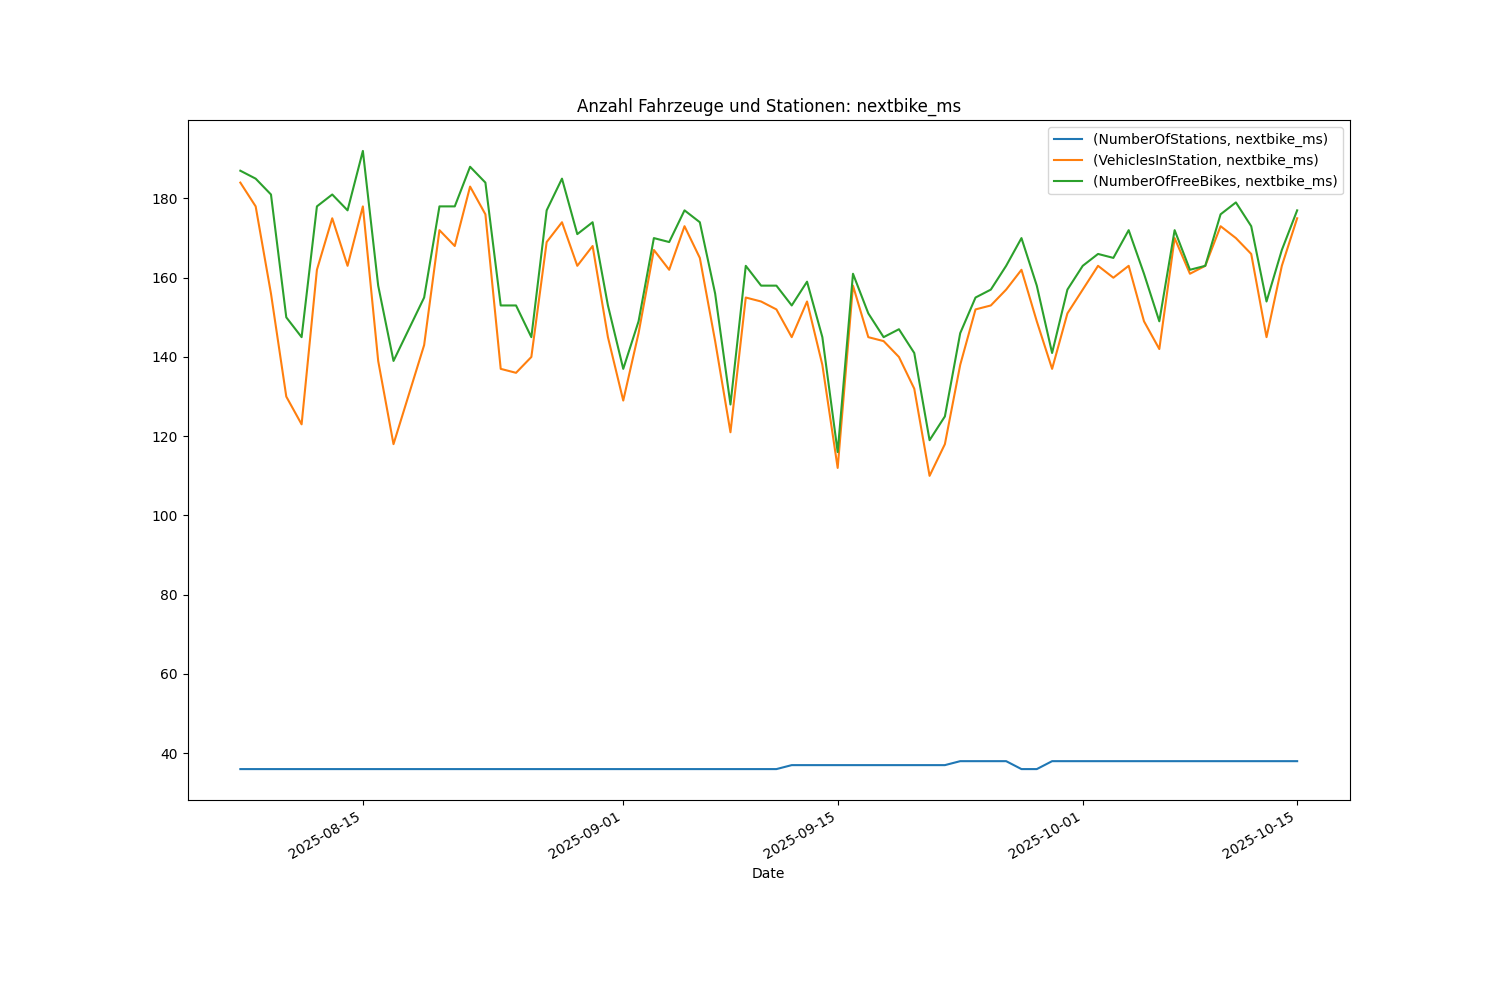 Anzahl Fahrzeuge und Stationen: nextbike_ms
(NumberOfStations, nextbike_ms)
(VehiclesInStation, nextbike_ms)
(NumberOfFreeBikes, nextbike_ms)
180
160
140
120
100
80
60
40
2025-08-15
2025-09-01
2025-09-15
2025-10-01
2025-10-15
Date